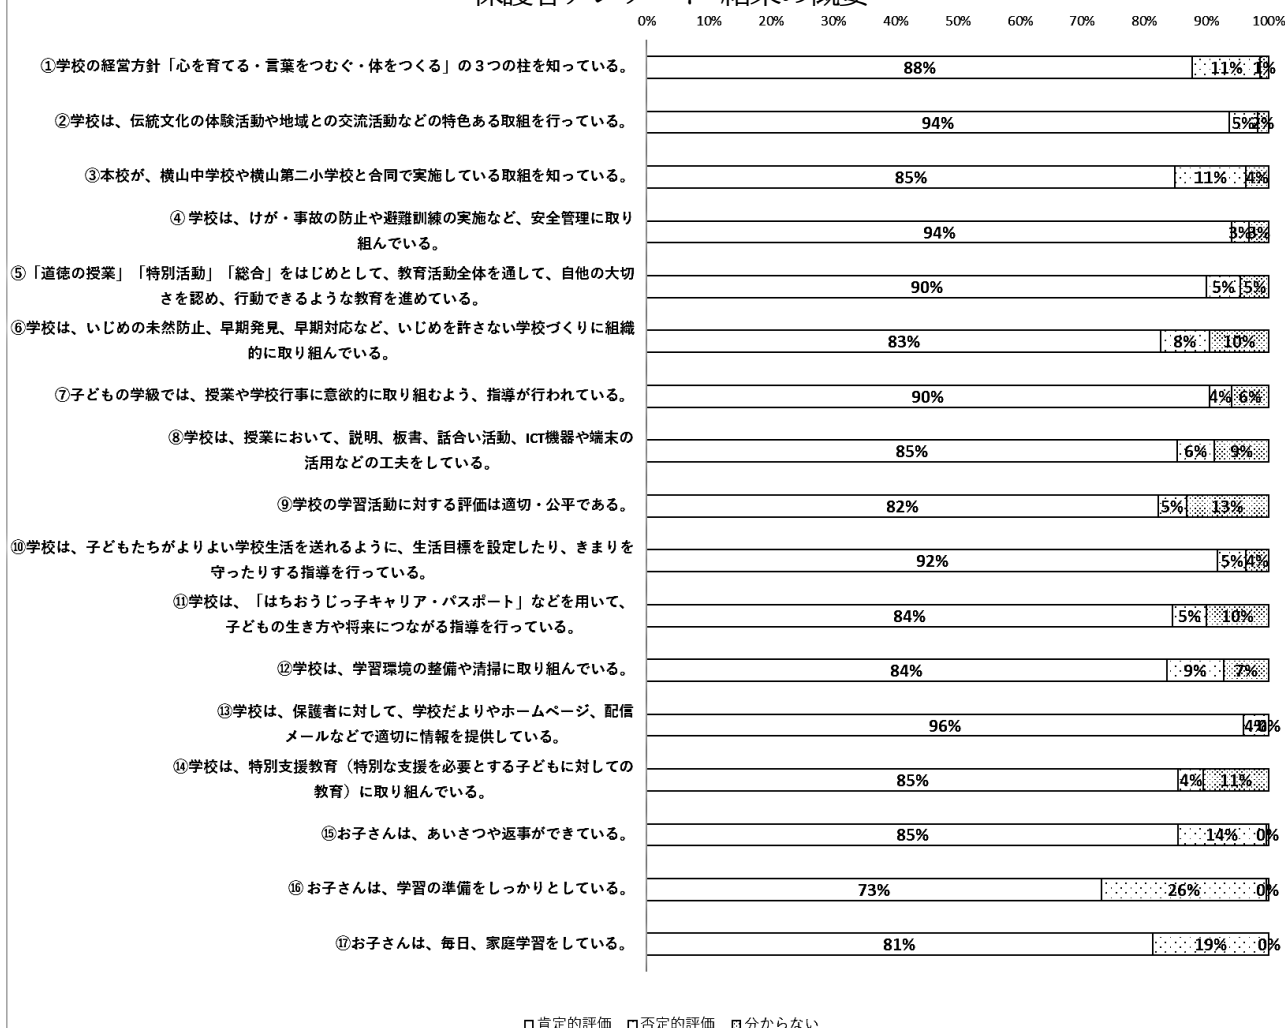 保護者アンケート 結果の概要
0% 10% 20% 30% 40% 50% 60% 70% 80% 90% 100%
①学校の経営方針「心を育てる・言葉をつむぐ・体をつくる」の３つの柱を知っている。 88% 11% 1%
②学校は、伝統文化の体験活動や地域との交流活動などの特色ある取組を行っている。 94% 5% 2%
③本校が、横山中学校や横山第二小学校と合同で実施している取組を知っている。 85% 11% 4%
④ 学校は、けが・事故の防止や避難訓練の実施など、安全管理に取り
組んでいる。 94% 3% 3%
⑤「道徳の授業」「特別活動」「総合」をはじめとして、教育活動全体を通して、自他の大切
さを認め、行動できるような教育を進めている。 90% 5% 5%
⑥学校は、いじめの未然防止、早期発見、早期対応など、いじめを許さない学校づくりに組織
的に取り組んでいる。 83% 8% 10%
⑦子どもの学級では、授業や学校行事に意欲的に取り組むよう、指導が行われている。 90% 4% 6%
⑧学校は、授業において、説明、板書、話合い活動、ICT機器や端末の
活用などの工夫をしている。 85% 6% 9%
⑨学校の学習活動に対する評価は適切・公平である。 82% 5% 13%
⑩学校は、子どもたちがよりよい学校生活を送れるように、生活目標を設定したり、きまりを
守ったりする指導を行っている。 92% 5% 4%
⑪学校は、「はちおうじっ子キャリア・パスポート」などを用いて、
子どもの生き方や将来につながる指導を行っている。 84% 5% 10%
⑫学校は、学習環境の整備や清掃に取り組んでいる。 84% 9% 7%
⑬学校は、保護者に対して、学校だよりやホームページ、配信
メールなどで適切に情報を提供している。 96% 4% 0%
⑭学校は、特別支援教育（特別な支援を必要とする子どもに対しての
教育）に取り組んでいる。 85% 4% 11%
⑮お子さんは、あいさつや返事ができている。 85% 14% 0%
⑯ お子さんは、学習の準備をしっかりとしている。 73% 26% 0%
⑰お子さんは、毎日、家庭学習をしている。 81% 19% 0%
肯定的評価 否定的評価 分からない